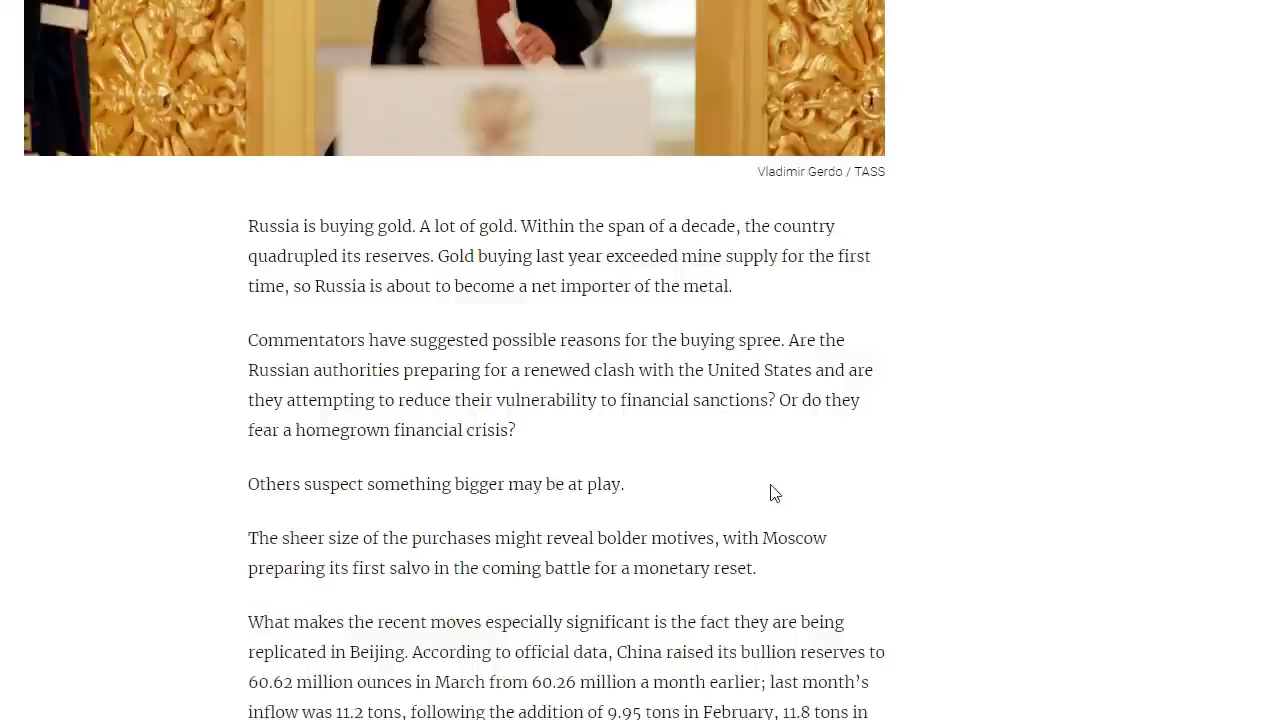 Vladimir Gerdo / TASS
Russia is buying gold. A lot of gold. Within the span of a decade, the country
quadrupled its reserves. Gold buying last year exceeded mine supply for the first
time, so Russia is about to become a net importer of the metal.
Commentators have suggested possible reasons for the buying spree. Are the
Russian authorities preparing for a renewed clash with the United States and are
they attempting to reduce their vulnerability to financial sanctions? Or do they
fear a homegrown financial crisis?
Others suspect something bigger may be at play.
The sheer size of the purchases might reveal bolder motives, with Moscow
preparing its first salvo in the coming battle for a monetary reset.
What makes the recent moves especially significant is the fact they are being
replicated in Beijing. According to official data, China raised its bullion reserves to
60.62 million ounces in March from 60.26 million a month earlier; last month’s
inflow was 11.2 tons, following the addition of 9.95 tons in February, 11.8 tons in